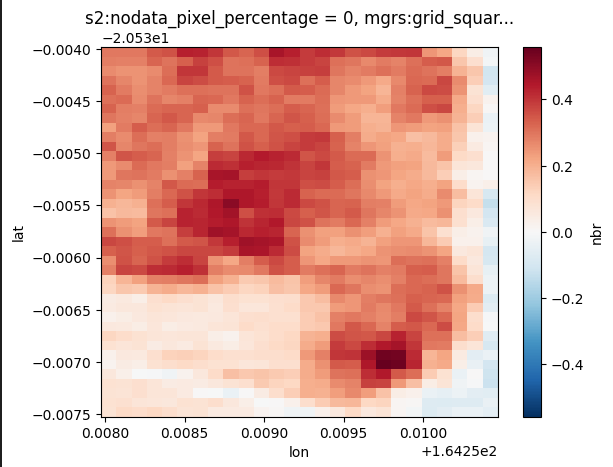 s2:nodata_pixel_percentage = 0, mgrs:grid_squar...
−2.053e1
−0.0040
−0.0045
−0.0050
−0.0055
−0.0060
−0.0065
−0.0070
−0.0075
lat
0.0080 0.0085 0.0090 0.0095 0.0100
lon
+1.6425e2
0.4
0.2
0.0
−0.2
−0.4
nbr